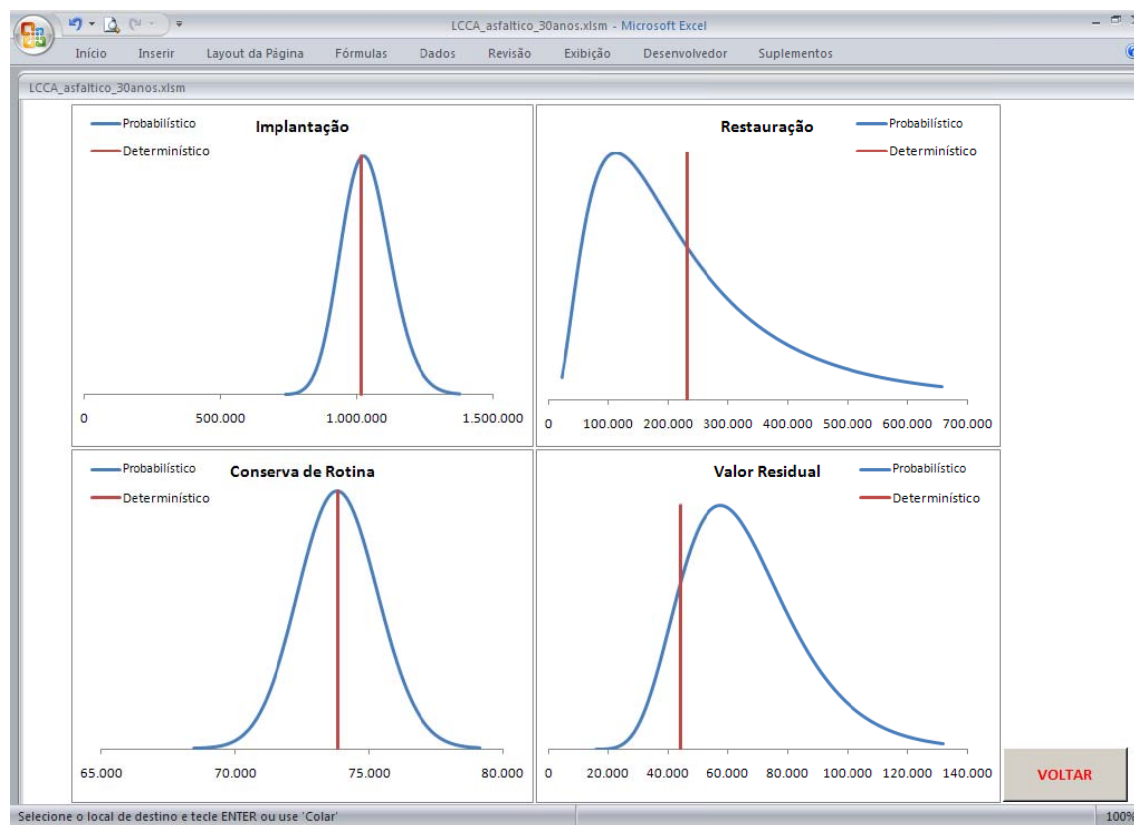 LCCA_asfaltico_30anos.xlsm - Microsoft Excel
Início Inserir Layout da Página Fórmulas Dados Revisão Exibição Desenvolvedor Suplementos
LCCA_asfaltico_30anos.xlsm
Implantação
Probabilístico
Determinístico
0 500.000 1.000.000 1.500.000
Restauração
Probabilístico
Determinístico
0 100.000 200.000 300.000 400.000 500.000 600.000 700.000
Conserva de Rotina
Probabilístico
Determinístico
65.000 70.000 75.000 80.000
Valor Residual
Probabilístico
Determinístico
0 20.000 40.000 60.000 80.000 100.000 120.000 140.000
VOLTAR
Selecione o local de destino e tecle ENTER ou use 'Colar'
100%